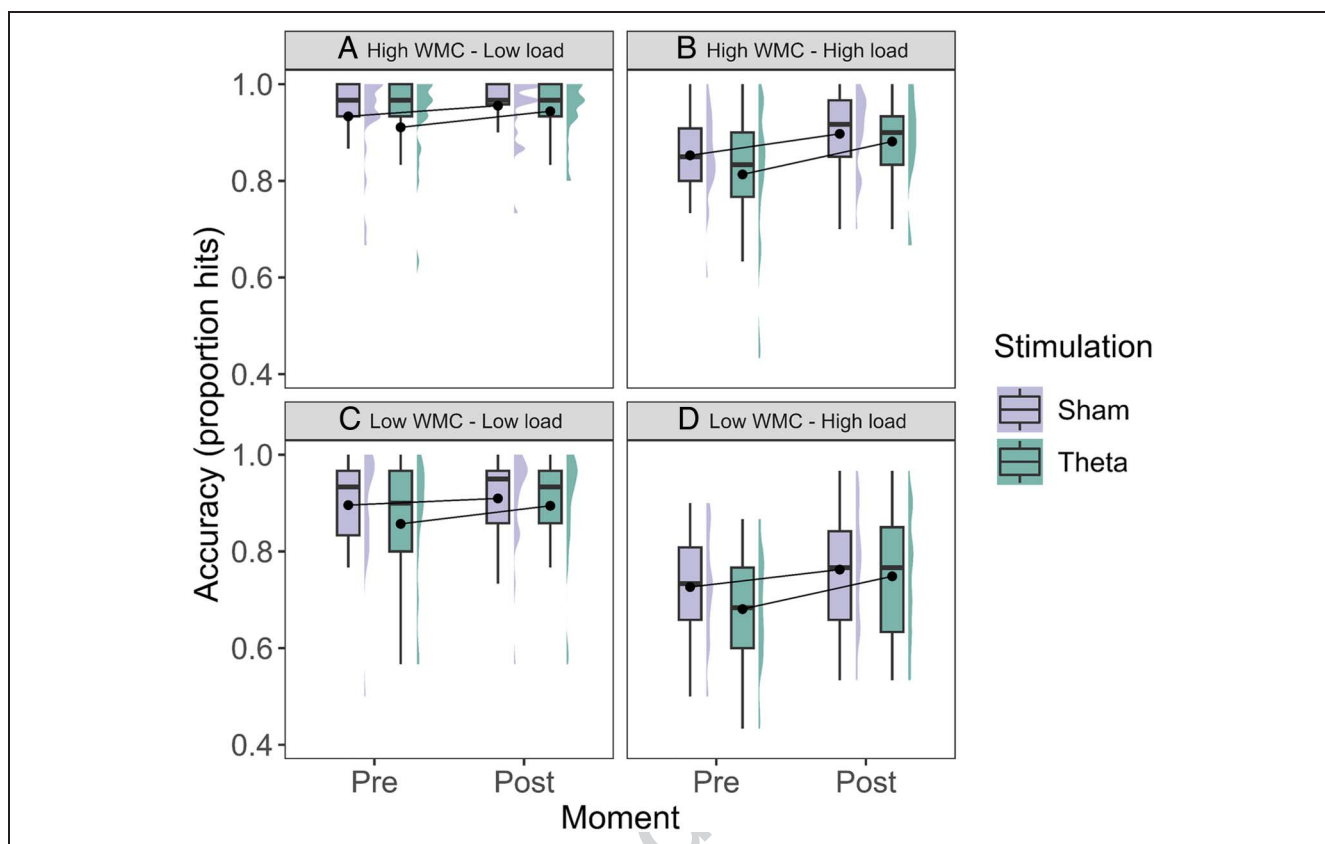 A High WMC - Low load
B High WMC - High load
1.0
0.8
0.6
0.4
C Low WMC - Low load
D Low WMC - High load
1.0
0.8
0.6
0.4
Accuracy (proportion hits)
Pre
Post
Pre
Post
Moment
Stimulation
Sham
Theta